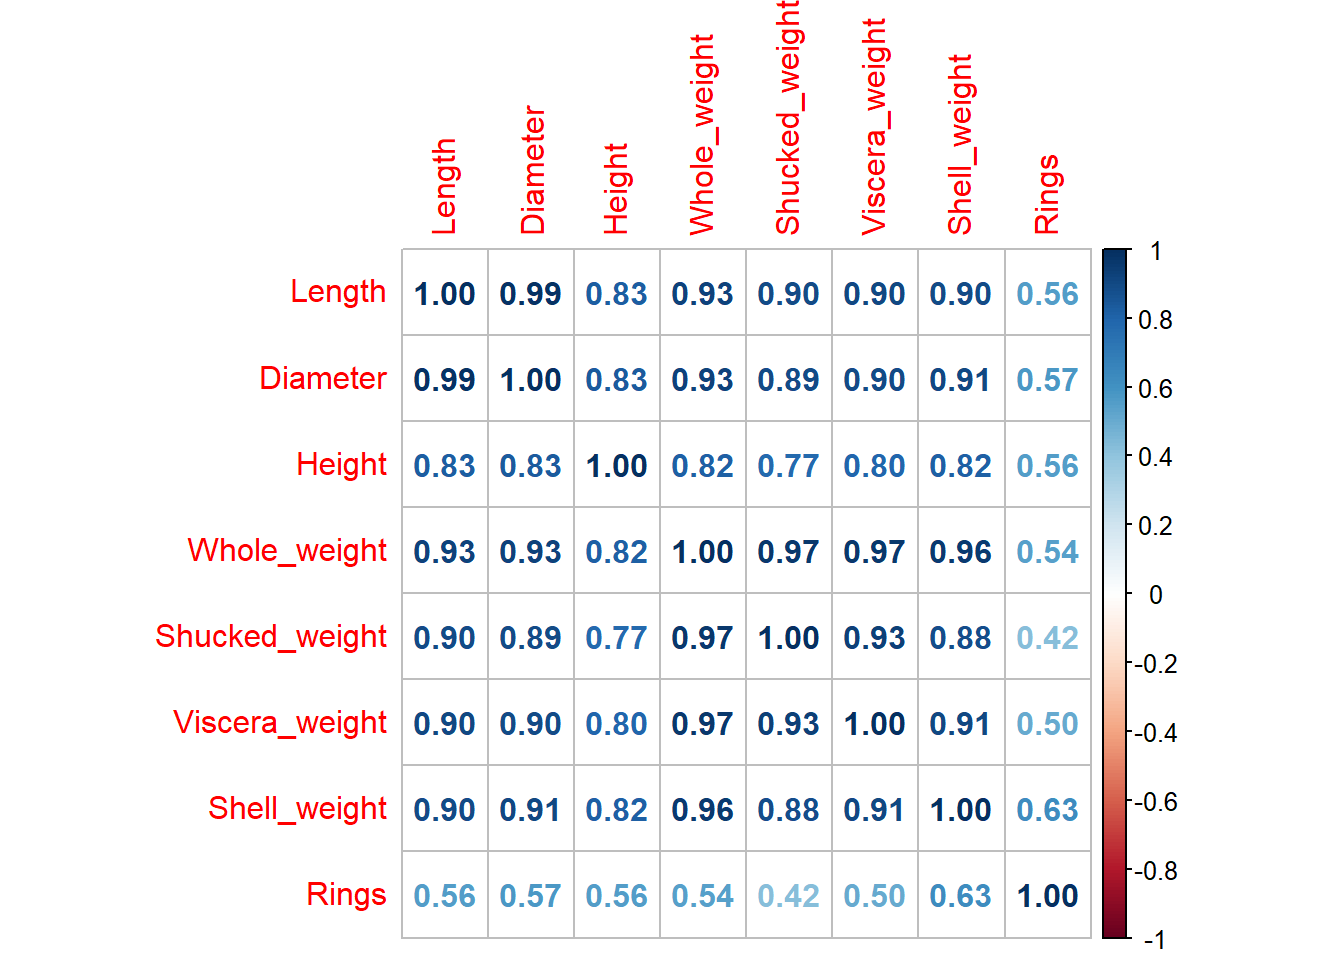 Length Diameter Height Whole_weight Shucked_weight Viscera_weight Shell_weight Rings
Length 1.00 0.99 0.83 0.93 0.90 0.90 0.90 0.56
Diameter 0.99 1.00 0.83 0.93 0.89 0.90 0.91 0.57
Height 0.83 0.83 1.00 0.82 0.77 0.80 0.82 0.56
Whole_weight 0.93 0.93 0.82 1.00 0.97 0.97 0.96 0.54
Shucked_weight 0.90 0.89 0.77 0.97 1.00 0.93 0.88 0.42
Viscera_weight 0.90 0.90 0.80 0.97 0.93 1.00 0.91 0.50
Shell_weight 0.90 0.91 0.82 0.96 0.88 0.91 1.00 0.63
Rings 0.56 0.57 0.56 0.54 0.42 0.50 0.63 1.00
1
0.8
0.6
0.4
0.2
0
-0.2
-0.4
-0.6
-0.8
-1